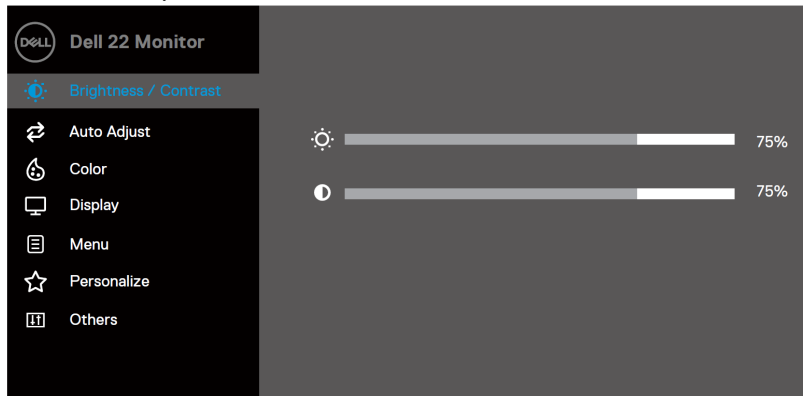 DELL
Dell 22 Monitor
Brightness / Contrast
Auto Adjust
75%
Color
Display
75%
Menu
Personalize
Others